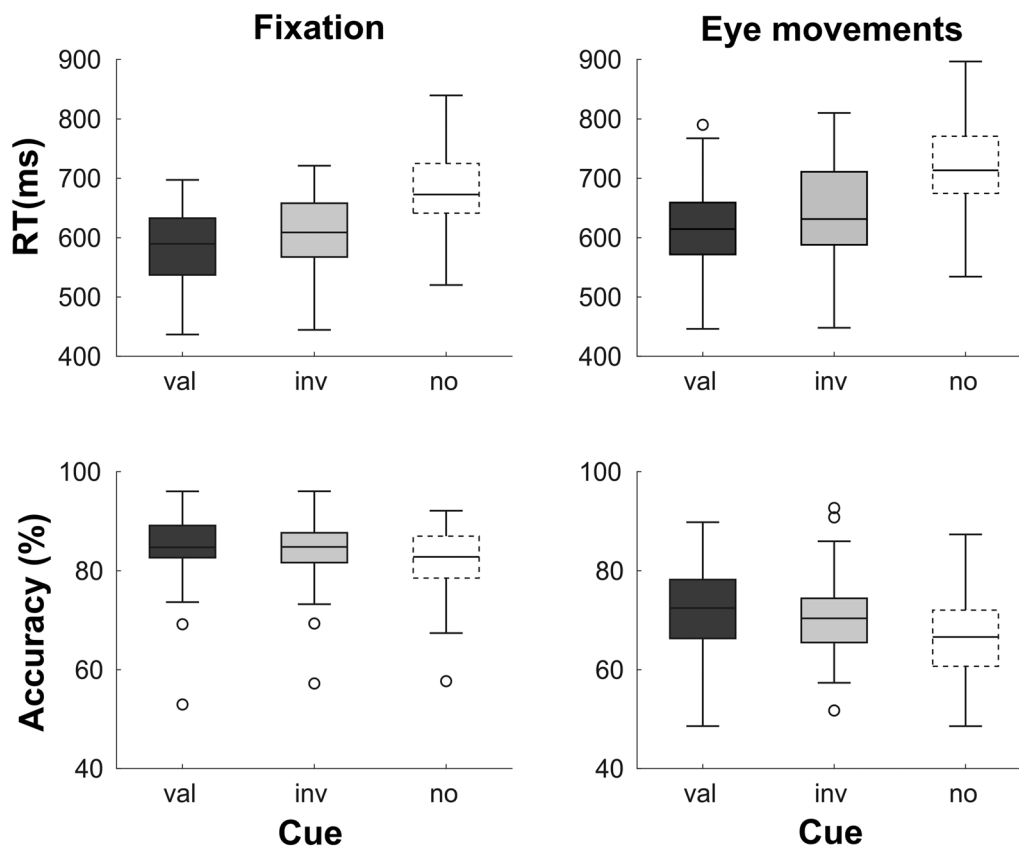 Fixation
Eye movements
RT(ms)
900
800
700
600
500
400
val inv no
900
800
700
600
500
400
val inv no
Accuracy (%)
100
80
60
40
val inv no
Cue
100
80
60
40
val inv no
Cue